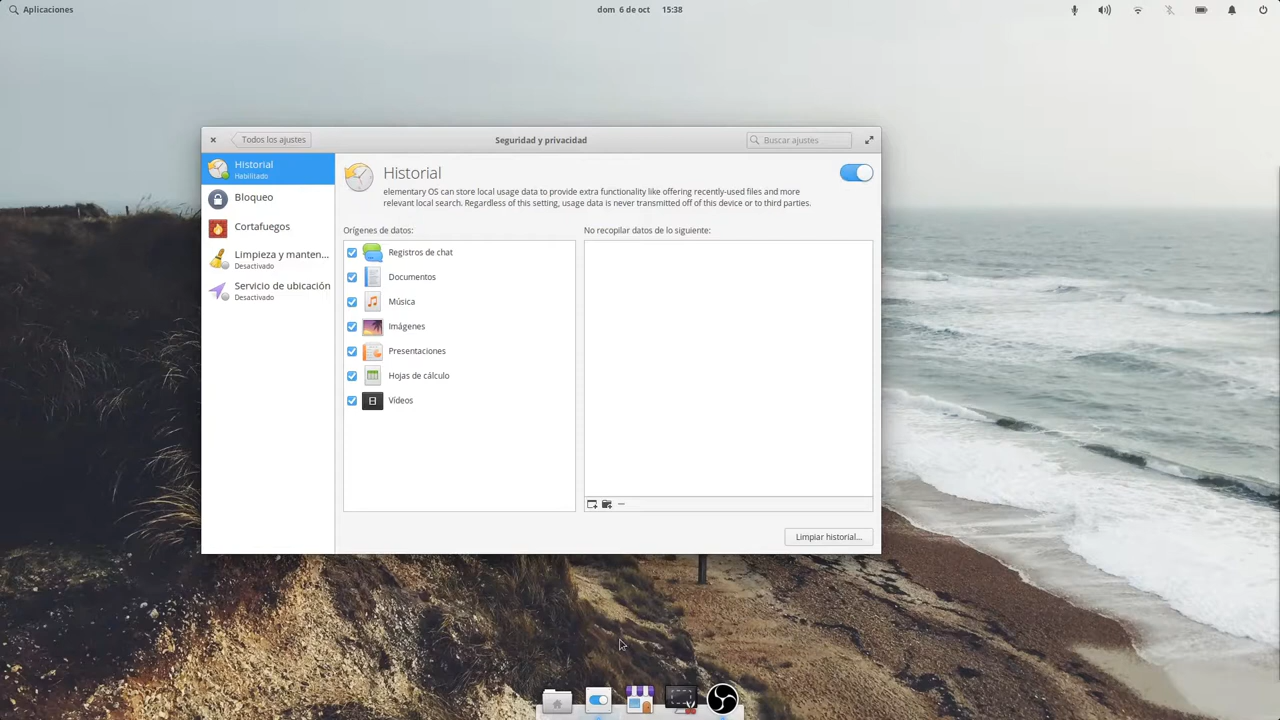 Aplicaciones
dom 6 de oct 15:38
Todos los ajustes
Seguridad y privacidad
Buscar ajustes
Historial
Habilitado
Bloqueo
Cortafuegos
Limpieza y manten...
Desactivado
Servicio de ubicación
Desactivado
Historial
elementary OS can store local usage data to provide extra functionality like offering recently-used files and more
relevant local search. Regardless of this setting, usage data is never transmitted off of this device or to third parties.
Orígenes de datos:
Registros de chat
Documentos
Música
Imágenes
Presentaciones
Hojas de cálculo
Vídeos
No recopilar datos de lo siguiente:
Limpiar historial...